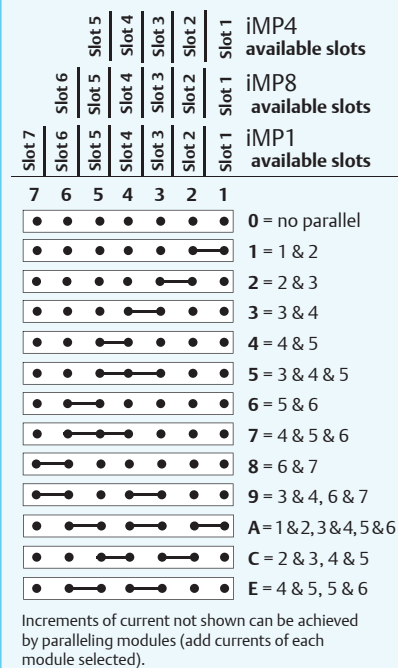 Slot 5 Slot 4 Slot 3 Slot 2 Slot 1 iMP4
available slots
Slot 6 Slot 5 Slot 4 Slot 3 Slot 2 Slot 1 iMP8
available slots
Slot 7 Slot 6 Slot 5 Slot 4 Slot 3 Slot 2 Slot 1 iMP1
available slots
7 6 5 4 3 2 1
0 = no parallel
1 = 1 & 2
2 = 2 & 3
3 = 3 & 4
4 = 4 & 5
5 = 3 & 4 & 5
6 = 5 & 6
7 = 4 & 5 & 6
8 = 6 & 7
9 = 3 & 4, 6 & 7
A = 1 & 2, 3 & 4, 5 & 6
C = 2 & 3, 4 & 5
E = 4 & 5, 5 & 6
Increments of current not shown can be achieved
by paralleling modules (add currents of each
module selected).